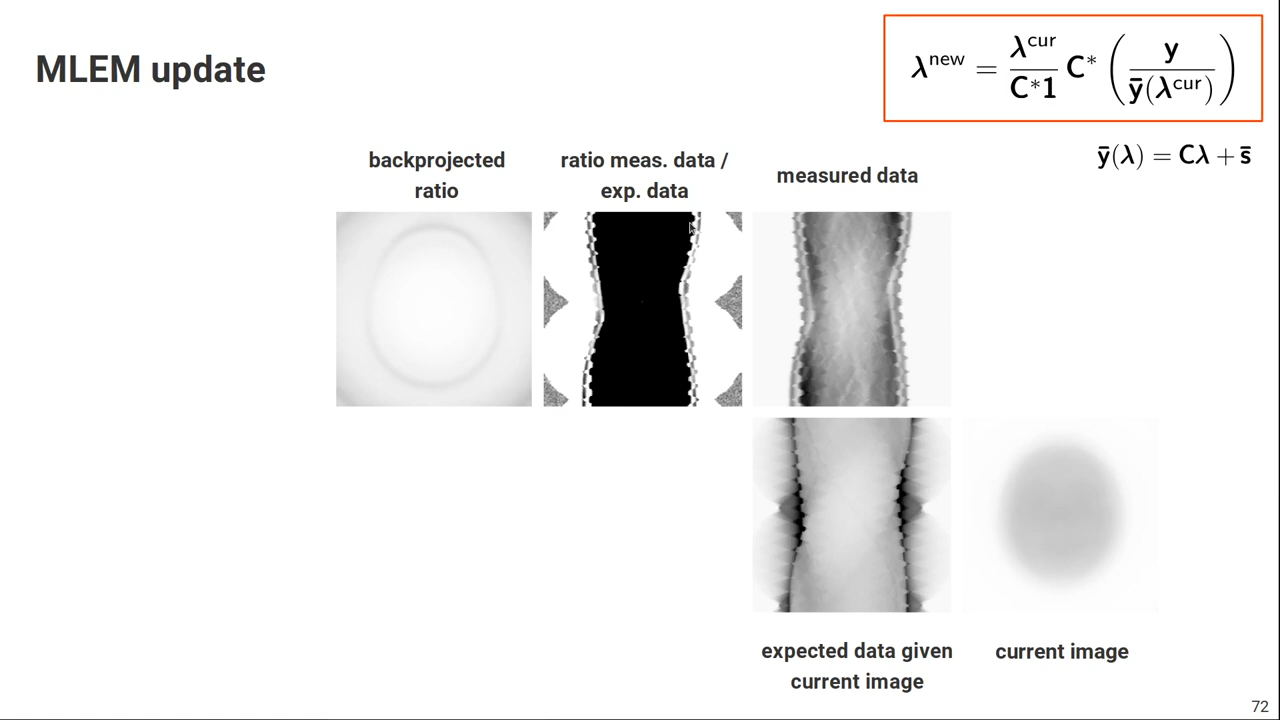 MLEM update
λ^new = λ^cur / C*1 C* ( y / ȳ(λ^cur) )
ȳ(λ) = Cλ + s̄
backprojected
ratio
ratio meas. data /
exp. data
measured data
expected data given
current image
current image
72